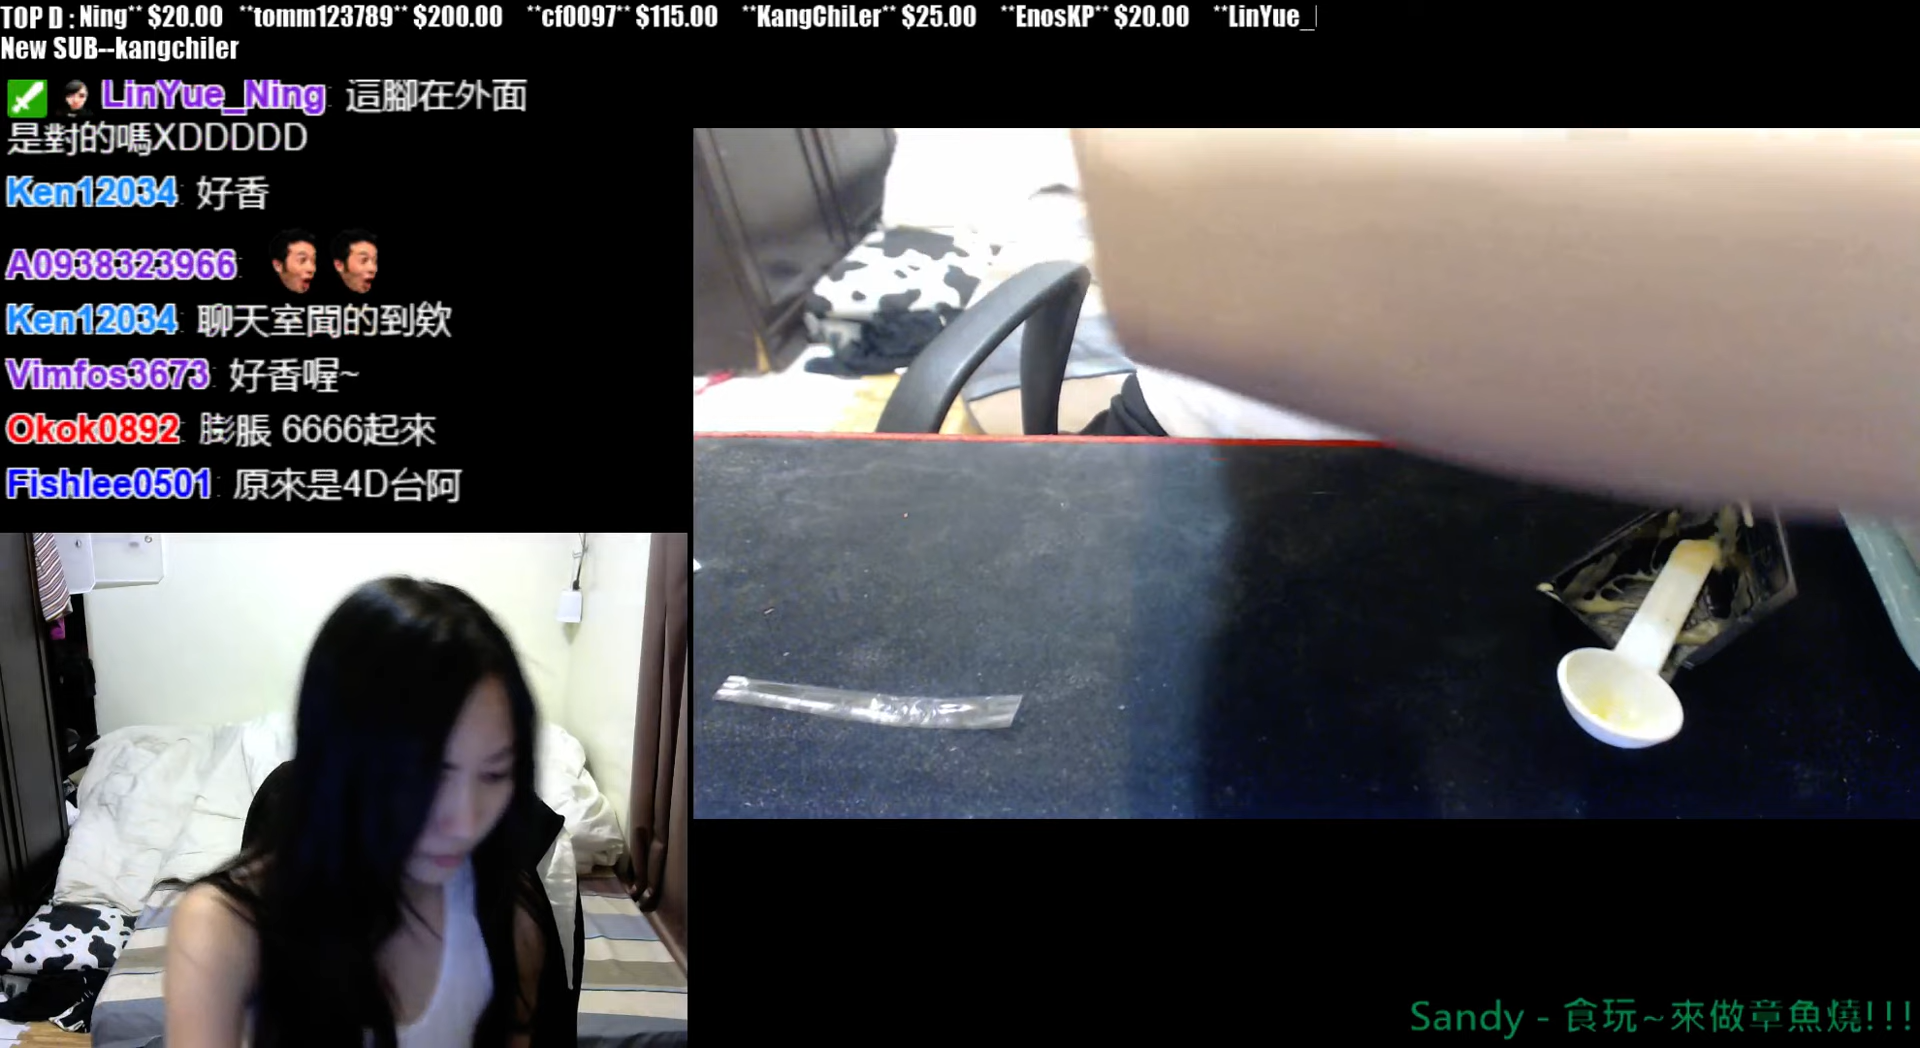 TOP D : Ning** $20.00 **tomm123789** $200.00 **cf0097** $115.00 **KangChiLer** $25.00 **EnosKP** $20.00 **LinYue_
New SUB--kangchiler
LinYue_Ning: 這腳在外面
是對的嗎XDDDDD
Ken12034: 好香
A0938323966:
Ken12034: 聊天室聞的到欸
Vimfos3673: 好香喔~
Okok0892: 膨脹 6666起來
Fishlee0501: 原來是4D台阿
Sandy - 食玩~來做章魚燒!!!